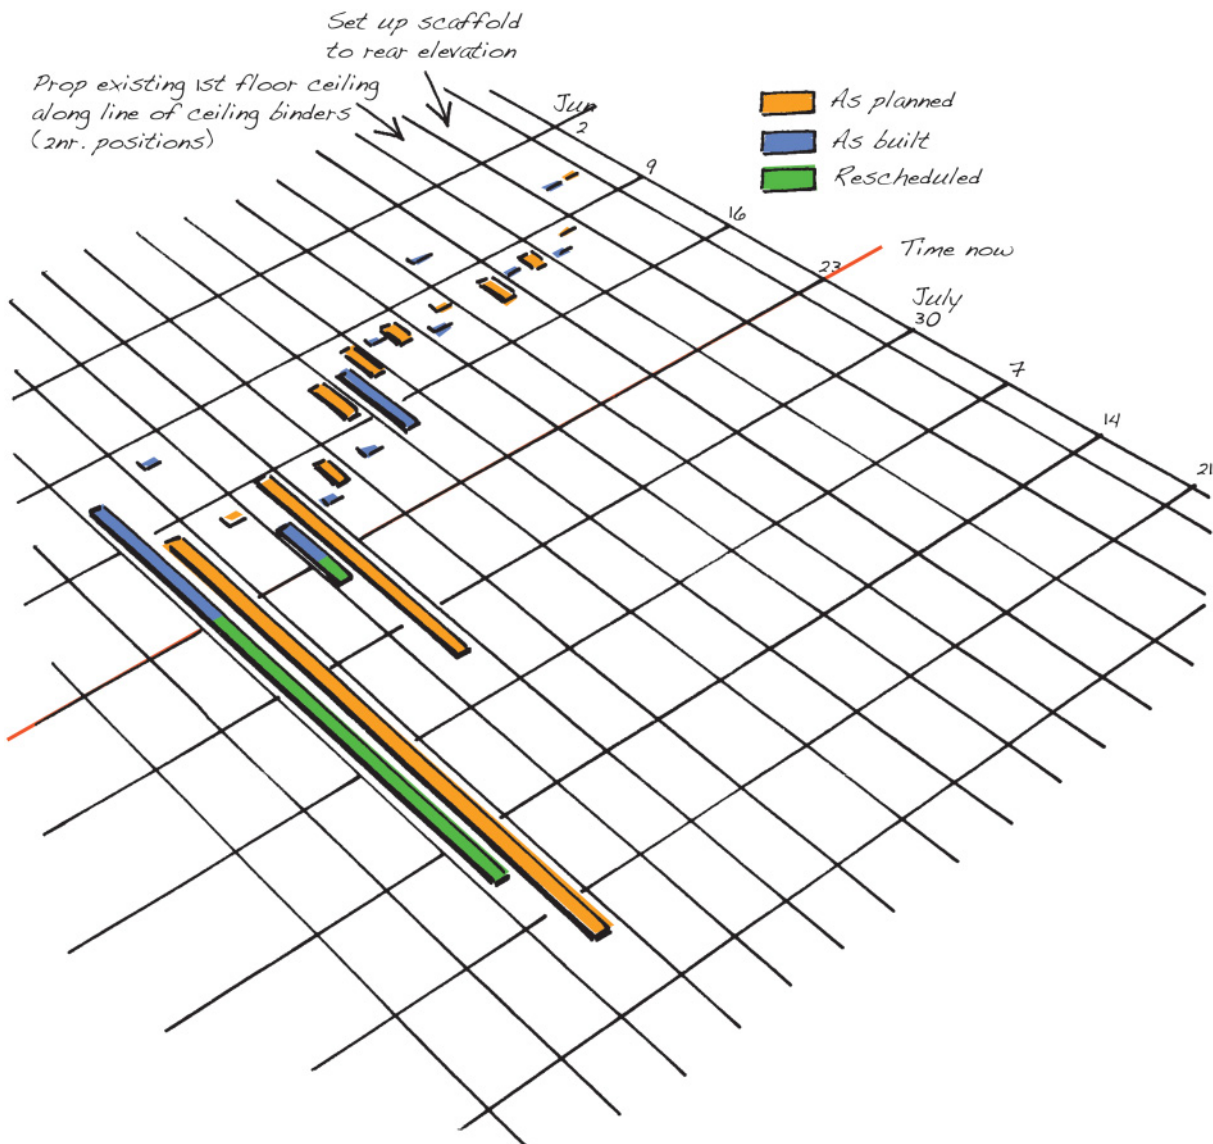 Set up scaffold
to rear elevation
Prop existing 1st floor ceiling
along line of ceiling binders
(2nr. positions)
As planned
As built
Rescheduled
Jun
2
9
16
23
Time now
July
30
7
14
21